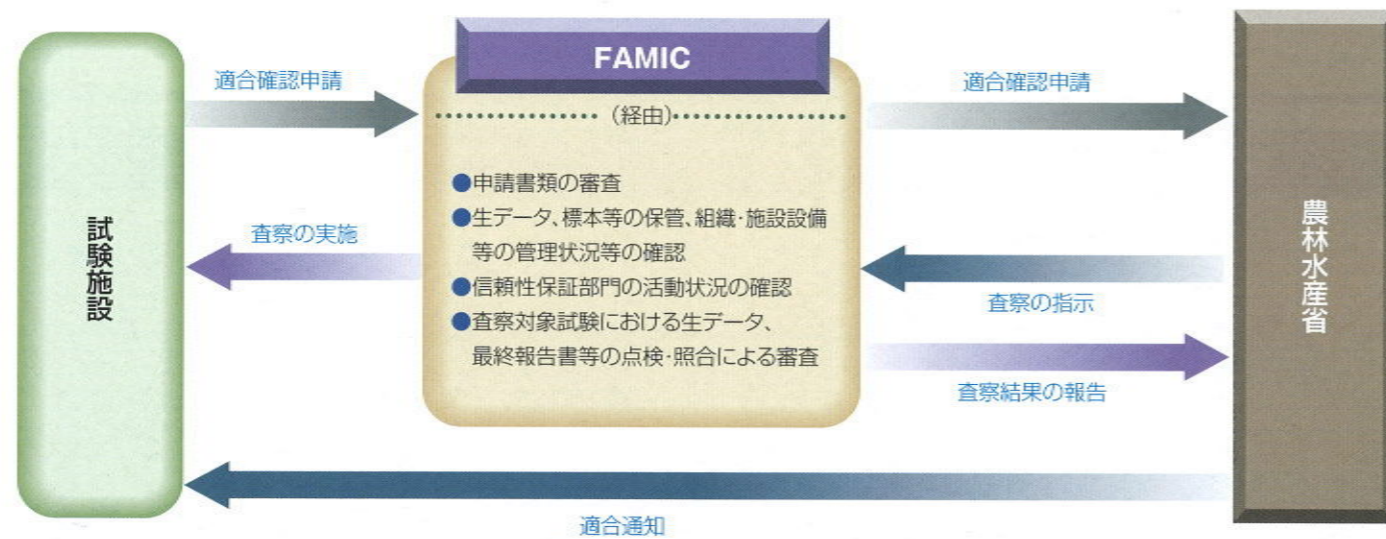 FAMIC
適合確認申請
適合確認申請
(経由)
試験施設
●申請書類の審査
●生データ、標本等の保管、組織・施設設備
等の管理状況等の確認
●信頼性保証部門の活動状況の確認
●査察対象試験における生データ、
最終報告書等の点検・照合による審査
査察の実施
農林水産省
査察の指示
査察結果の報告
適合通知